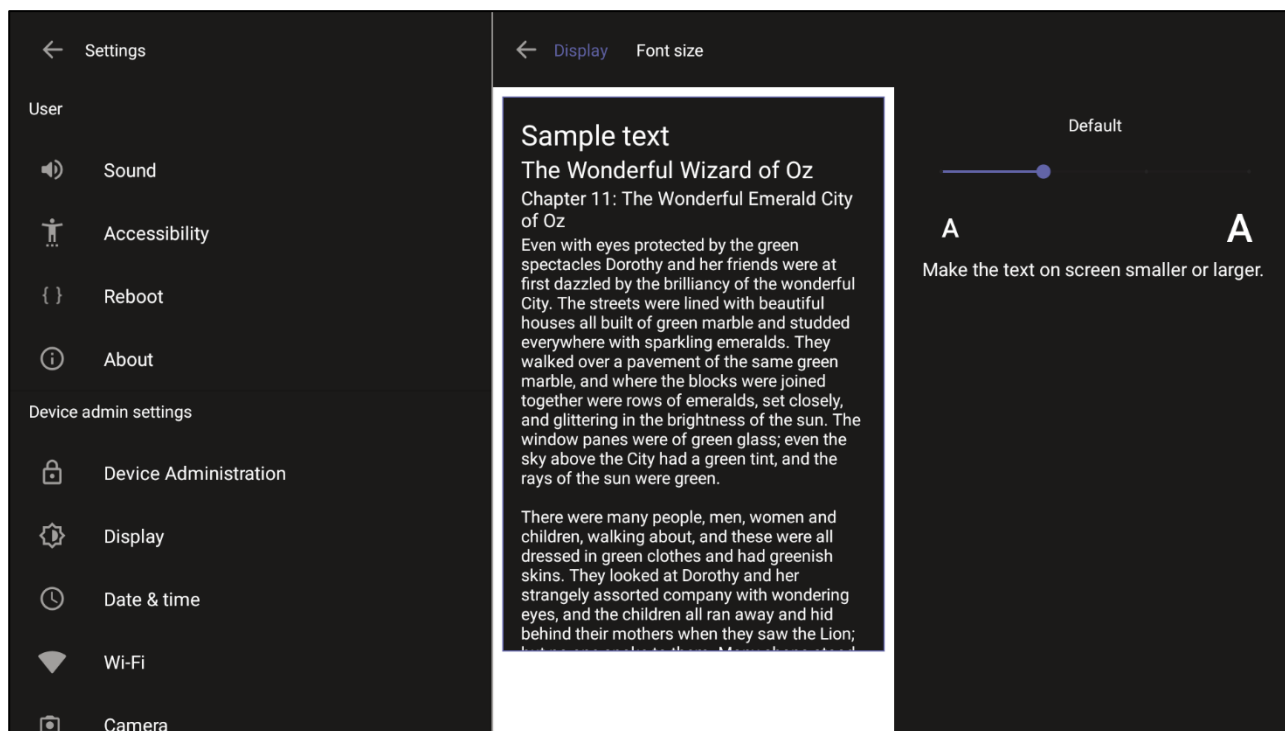 Settings
User
Sound
Accessibility
Reboot
About
Device admin settings
Device Administration
Display
Date & time
Wi-Fi
Camera
Display Font size
Sample text
The Wonderful Wizard of Oz
Chapter 11: The Wonderful Emerald City
of Oz
Even with eyes protected by the green
spectacles Dorothy and her friends were at
first dazzled by the brilliancy of the wonderful
City. The streets were lined with beautiful
houses all built of green marble and studded
everywhere with sparkling emeralds. They
walked over a pavement of the same green
marble, and where the blocks were joined
together were rows of emeralds, set closely,
and glittering in the brightness of the sun. The
window panes were of green glass; even the
sky above the City had a green tint, and the
rays of the sun were green.
There were many people, men, women and
children, walking about, and these were all
dressed in green clothes and had greenish
skins. They looked at Dorothy and her
strangely assorted company with wondering
eyes, and the children all ran away and hid
behind their mothers when they saw the Lion;
Default
A A
Make the text on screen smaller or larger.